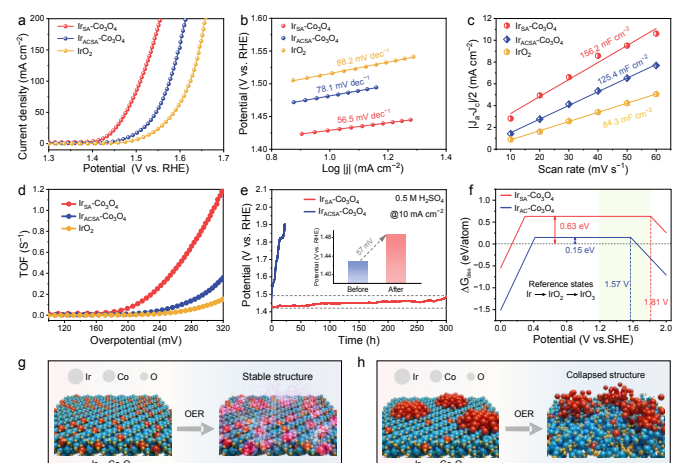 a
Ir_SA-Co₃O₄
Ir_ACSA-Co₃O₄
IrO₂
Current density (mA cm⁻²)
200
150
100
50
0
1.3 1.4 1.5 1.6 1.7
Potential (V vs. RHE)
b
Ir_SA-Co₃O₄
Ir_ACSA-Co₃O₄
IrO₂
88.2 mV dec⁻¹
78.1 mV dec⁻¹
56.5 mV dec⁻¹
Potential (V vs. RHE)
1.60
1.55
1.50
1.45
1.40
0.6 0.9 1.2 1.5
Log |j| (mA cm⁻²)
c
Ir_SA-Co₃O₄
Ir_ACSA-Co₃O₄
IrO₂
156.2 mF cm⁻²
125.4 mF cm⁻²
84.3 mF cm⁻²
|Jₐ-J꜀|/2 (mA cm⁻²)
12
10
8
6
4
2
0
10 20 30 40 50 60
Scan rate (mV s⁻¹)
d
Ir_SA-Co₃O₄
Ir_ACSA-Co₃O₄
IrO₂
TOF (S⁻¹)
1.2
1.0
0.8
0.6
0.4
0.2
0.0
120 160 200 240 280 320
Overpotential (mV)
e
Ir_SA-Co₃O₄
Ir_ACSA-Co₃O₄
0.5 M H₂SO₄
@10 mA cm⁻²
Potential (V vs. RHE)
2.1
2.0
1.9
1.8
1.7
1.6
1.5
1.4
1.3
Potential (V vs. RHE)
1.48
1.44
1.40
57 mV
Before After
0 50 100 150 200 250 300
Time (h)
f
Ir_SA-Co₃O₄
Ir_AC-Co₃O₄
ΔG_diss (eV/atom)
1.0
0.5
0.0
−0.5
−1.0
−1.5
0.63 eV
0.15 eV
Reference states
Ir → IrO₂ → IrO₃
1.57 V
1.81 V
0.0 0.4 0.8 1.2 1.6 2.0
Potential (V vs.SHE)
g
Ir Co O
Stable structure
OER
h
Ir Co O
Collapsed structure
OER